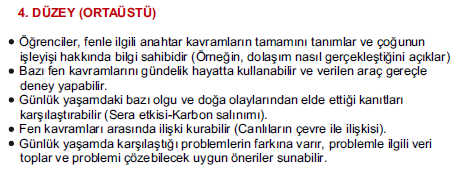 4. DÜZEY (ORTAÜSTÜ)
● Öğrenciler, fenle ilgili anahtar kavramların tamamını tanımlar ve çoğunun
işleyişi hakkında bilgi sahibidir (Örneğin, dolaşım nasıl gerçekleştiğini açıklar)
● Bazı fen kavramlarını gündelik hayatta kullanabilir ve verilen araç gereçle
deney yapabilir.
● Günlük yaşamdaki bazı olgu ve doğa olaylarından elde ettiği kanıtları
karşılaştırabilir (Sera etkisi-Karbon salınımı).
● Fen kavramları arasında ilişki kurabilir (Canlıların çevre ile ilişkisi).
● Günlük yaşamda karşılaştığı problemlerin farkına varır, problemle ilgili veri
toplar ve problemi çözebilecek uygun öneriler sunabilir.